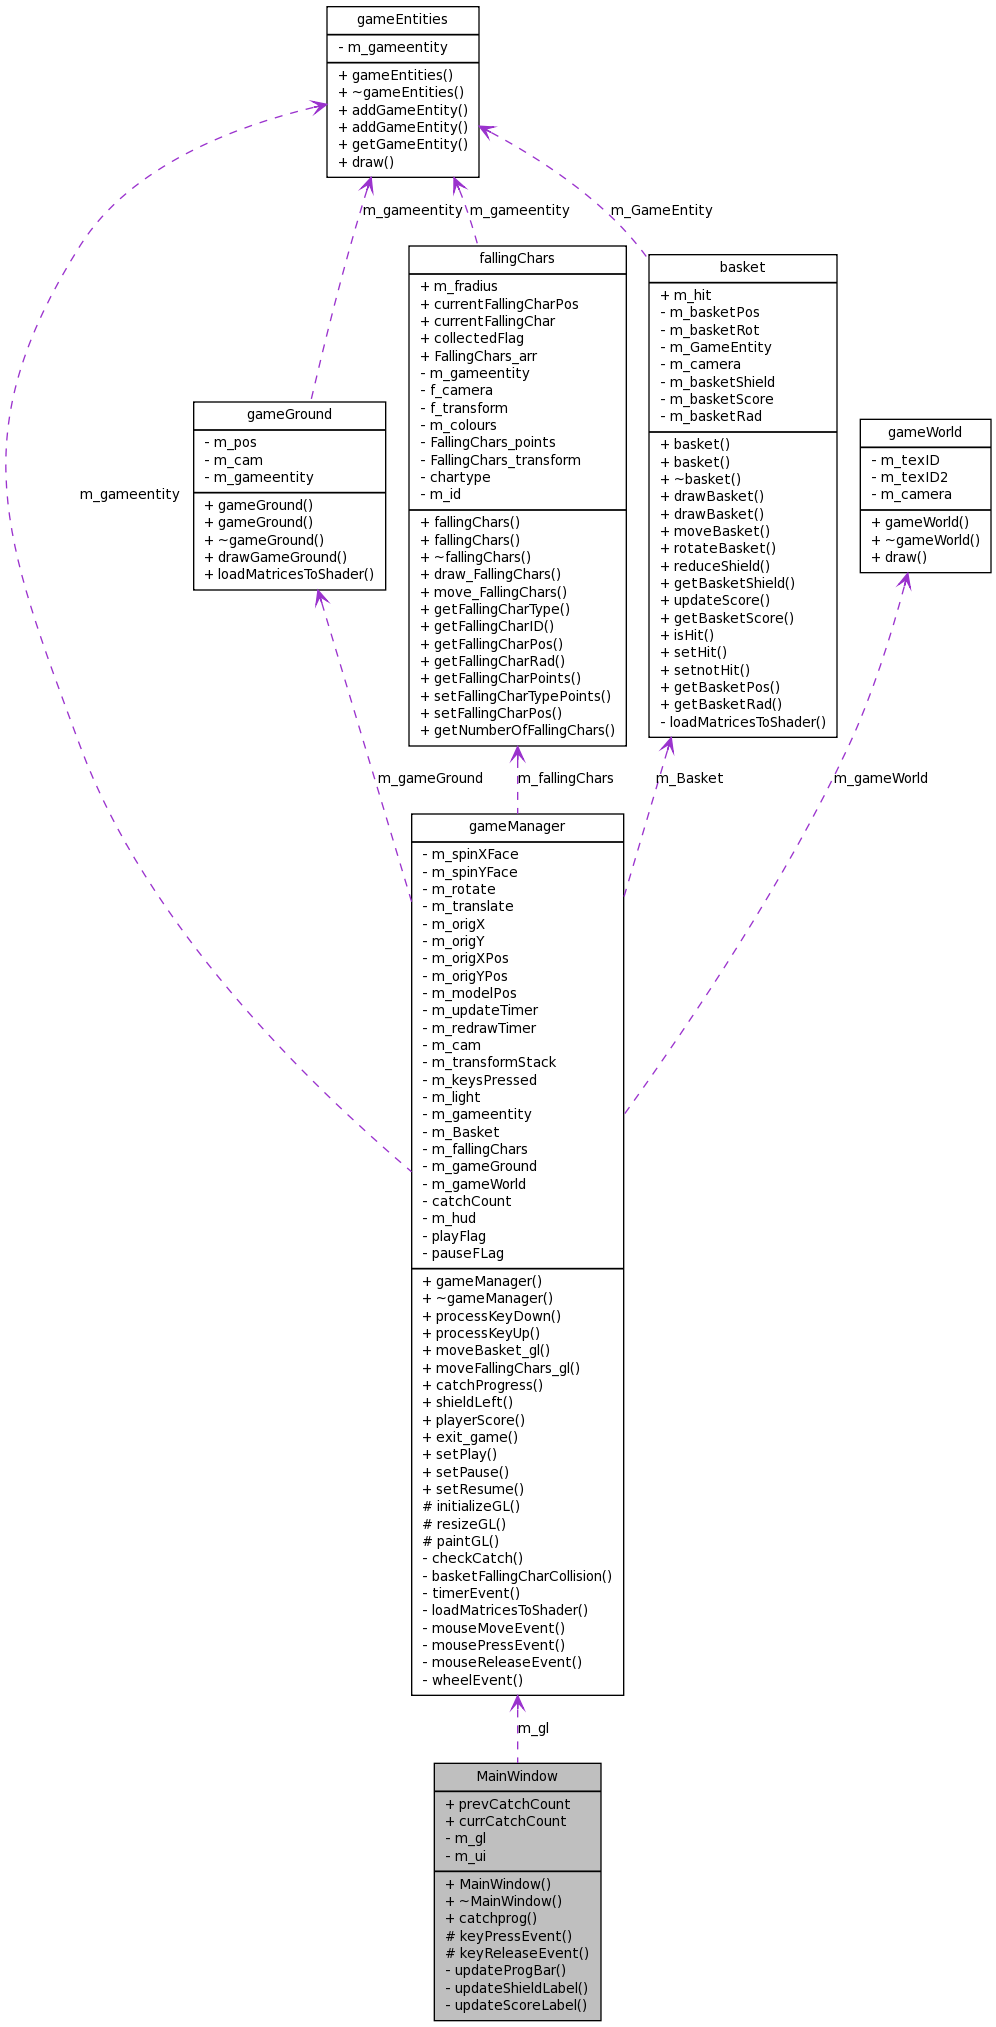 gameEntities
- m_gameentity
+ gameEntities()
+ ~gameEntities()
+ addGameEntity()
+ addGameEntity()
+ getGameEntity()
+ draw()
m_gameentity
m_gameentity
m_GameEntity
fallingChars
+ m_fradius
+ currentFallingCharPos
+ currentFallingChar
+ collectedFlag
+ FallingChars_arr
- m_gameentity
- f_camera
- f_transform
- m_colours
- FallingChars_points
- FallingChars_transform
- chartype
- m_id
+ fallingChars()
+ fallingChars()
+ ~fallingChars()
+ draw_FallingChars()
+ move_FallingChars()
+ getFallingCharType()
+ getFallingCharID()
+ getFallingCharPos()
+ getFallingCharRad()
+ getFallingCharPoints()
+ setFallingCharTypePoints()
+ setFallingCharPos()
+ getNumberOfFallingChars()
basket
+ m_hit
- m_basketPos
- m_basketRot
- m_GameEntity
- m_camera
- m_basketShield
- m_basketScore
- m_basketRad
+ basket()
+ basket()
+ ~basket()
+ drawBasket()
+ drawBasket()
+ moveBasket()
+ rotateBasket()
+ reduceShield()
+ getBasketShield()
+ updateScore()
+ getBasketScore()
+ isHit()
+ setHit()
+ setnotHit()
+ getBasketPos()
+ getBasketRad()
- loadMatricesToShader()
gameGround
- m_pos
- m_cam
- m_gameentity
+ gameGround()
+ gameGround()
+ ~gameGround()
+ drawGameGround()
+ loadMatricesToShader()
gameWorld
- m_texID
- m_texID2
- m_camera
+ gameWorld()
+ ~gameWorld()
+ draw()
m_gameentity
m_gameGround
m_fallingChars
m_Basket
m_gameWorld
gameManager
- m_spinXFace
- m_spinYFace
- m_rotate
- m_translate
- m_origX
- m_origY
- m_origXPos
- m_origYPos
- m_modelPos
- m_updateTimer
- m_redrawTimer
- m_cam
- m_transformStack
- m_keysPressed
- m_light
- m_gameentity
- m_Basket
- m_fallingChars
- m_gameGround
- m_gameWorld
- catchCount
- m_hud
- playFlag
- pauseFLag
+ gameManager()
+ ~gameManager()
+ processKeyDown()
+ processKeyUp()
+ moveBasket_gl()
+ moveFallingChars_gl()
+ catchProgress()
+ shieldLeft()
+ playerScore()
+ exit_game()
+ setPlay()
+ setPause()
+ setResume()
# initializeGL()
# resizeGL()
# paintGL()
- checkCatch()
- basketFallingCharCollision()
- timerEvent()
- loadMatricesToShader()
- mouseMoveEvent()
- mousePressEvent()
- mouseReleaseEvent()
- wheelEvent()
m_gl
MainWindow
+ prevCatchCount
+ currCatchCount
- m_gl
- m_ui
+ MainWindow()
+ ~MainWindow()
+ catchprog()
# keyPressEvent()
# keyReleaseEvent()
- updateProgBar()
- updateShieldLabel()
- updateScoreLabel()